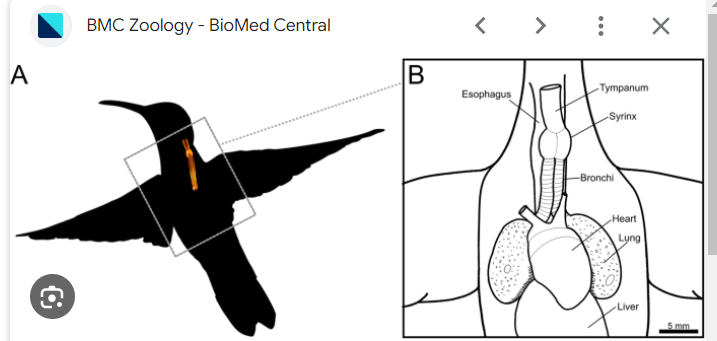 BMC Zoology - BioMed Central
A
B
Esophagus
Tympanum
Syrinx
Bronchi
Heart
Lung
Liver
5 mm